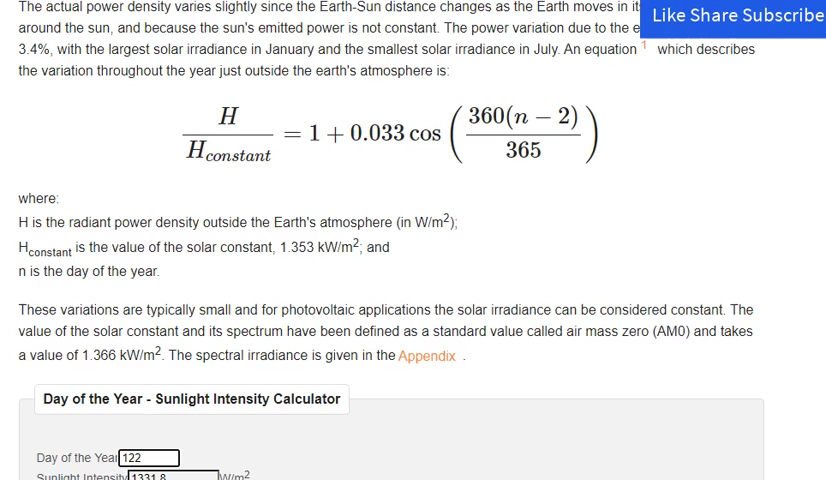 The actual power density varies slightly since the Earth-Sun distance changes as the Earth moves in
Like Share Subscribe
around the sun, and because the sun's emitted power is not constant. The power variation due to the
3.4%, with the largest solar irradiance in January and the smallest solar irradiance in July. An equation 1 which describes
the variation throughout the year just outside the earth's atmosphere is:
H/H_constant = 1 + 0.033 cos (360(n − 2)/365)
where:
H is the radiant power density outside the Earth's atmosphere (in W/m²);
H_constant is the value of the solar constant, 1.353 kW/m²; and
n is the day of the year.
These variations are typically small and for photovoltaic applications the solar irradiance can be considered constant. The
value of the solar constant and its spectrum have been defined as a standard value called air mass zero (AM0) and takes
a value of 1.366 kW/m². The spectral irradiance is given in the Appendix .
Day of the Year - Sunlight Intensity Calculator
Day of the Year 122
Sunlight Intensity 1331.8 W/m²